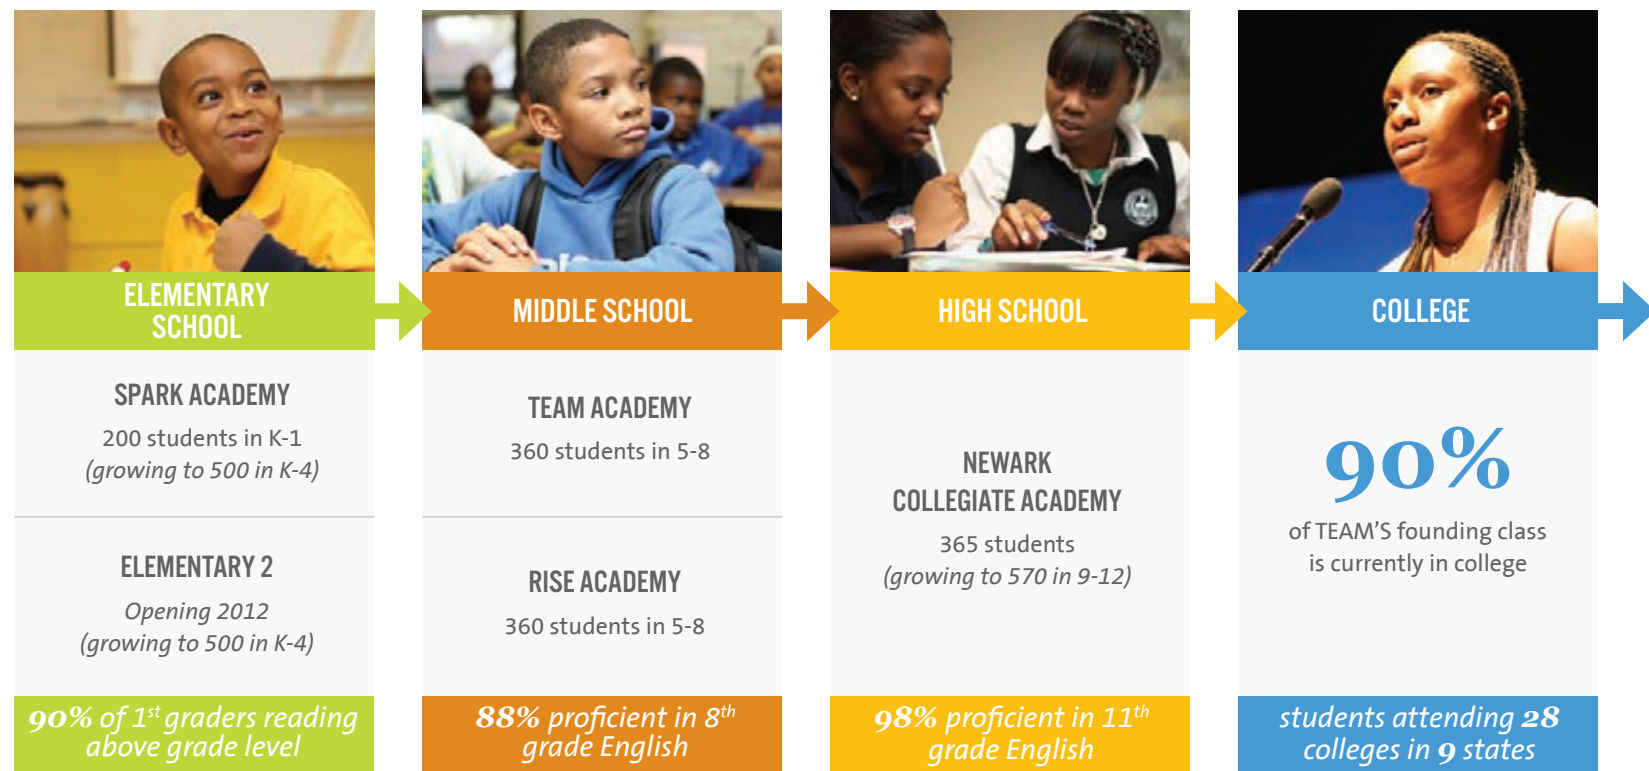 ELEMENTARY
SCHOOL
SPARK ACADEMY
200 students in K-1
(growing to 500 in K-4)
ELEMENTARY 2
Opening 2012
(growing to 500 in K-4)
90% of 1st graders reading
above grade level
MIDDLE SCHOOL
TEAM ACADEMY
360 students in 5-8
RISE ACADEMY
360 students in 5-8
88% proficient in 8th
grade English
HIGH SCHOOL
NEWARK
COLLEGIATE ACADEMY
365 students
(growing to 570 in 9-12)
98% proficient in 11th
grade English
COLLEGE
90%
of TEAM'S founding class
is currently in college
students attending 28
colleges in 9 states